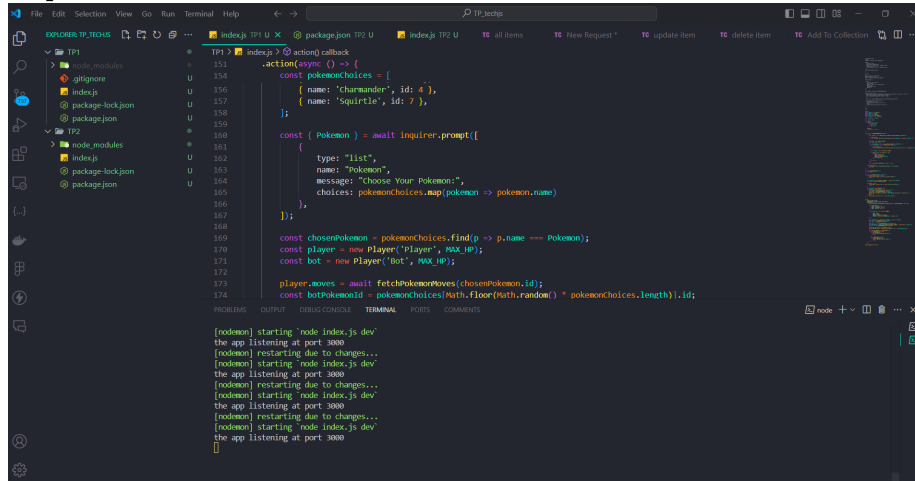 File Edit Selection View Go Run Terminal Help
TP_techjs
EXPLORER: TP_TECHJS
index.js TP1 U
package.json TP2 U
index.js TP2 U
TC all items
TC New Request *
TC update item
TC delete item
TC Add To Collection
TP1 > index.js > action() callback
TP1
node_modules
.gitignore U
index.js U
package-lock.json U
package.json U
TP2
node_modules
index.js U
package-lock.json U
package.json U
151 .action(async () => {
154 const pokemonChoices = [
156 { name: 'Charmander', id: 4 },
157 { name: 'Squirtle', id: 7 },
158 ];
159
160 const { Pokemon } = await inquirer.prompt([
161 {
162 type: "list",
163 name: "Pokemon",
164 message: "Choose Your Pokemon:",
165 choices: pokemonChoices.map(pokemon => pokemon.name)
166 },
167 ]);
168
169 const chosenPokemon = pokemonChoices.find(p => p.name === Pokemon);
170 const player = new Player('Player', MAX_HP);
171 const bot = new Player('Bot', MAX_HP);
172
173 player.moves = await fetchPokemonMoves(chosenPokemon.id);
174 const botPokemonId = pokemonChoices[Math.floor(Math.random() * pokemonChoices.length)].id;
PROBLEMS OUTPUT DEBUG CONSOLE TERMINAL PORTS COMMENTS
node
[nodemon] starting `node index.js dev`
the app listening at port 3000
[nodemon] restarting due to changes...
[nodemon] starting `node index.js dev`
the app listening at port 3000
[nodemon] restarting due to changes...
[nodemon] starting `node index.js dev`
the app listening at port 3000
[nodemon] restarting due to changes...
[nodemon] starting `node index.js dev`
the app listening at port 3000